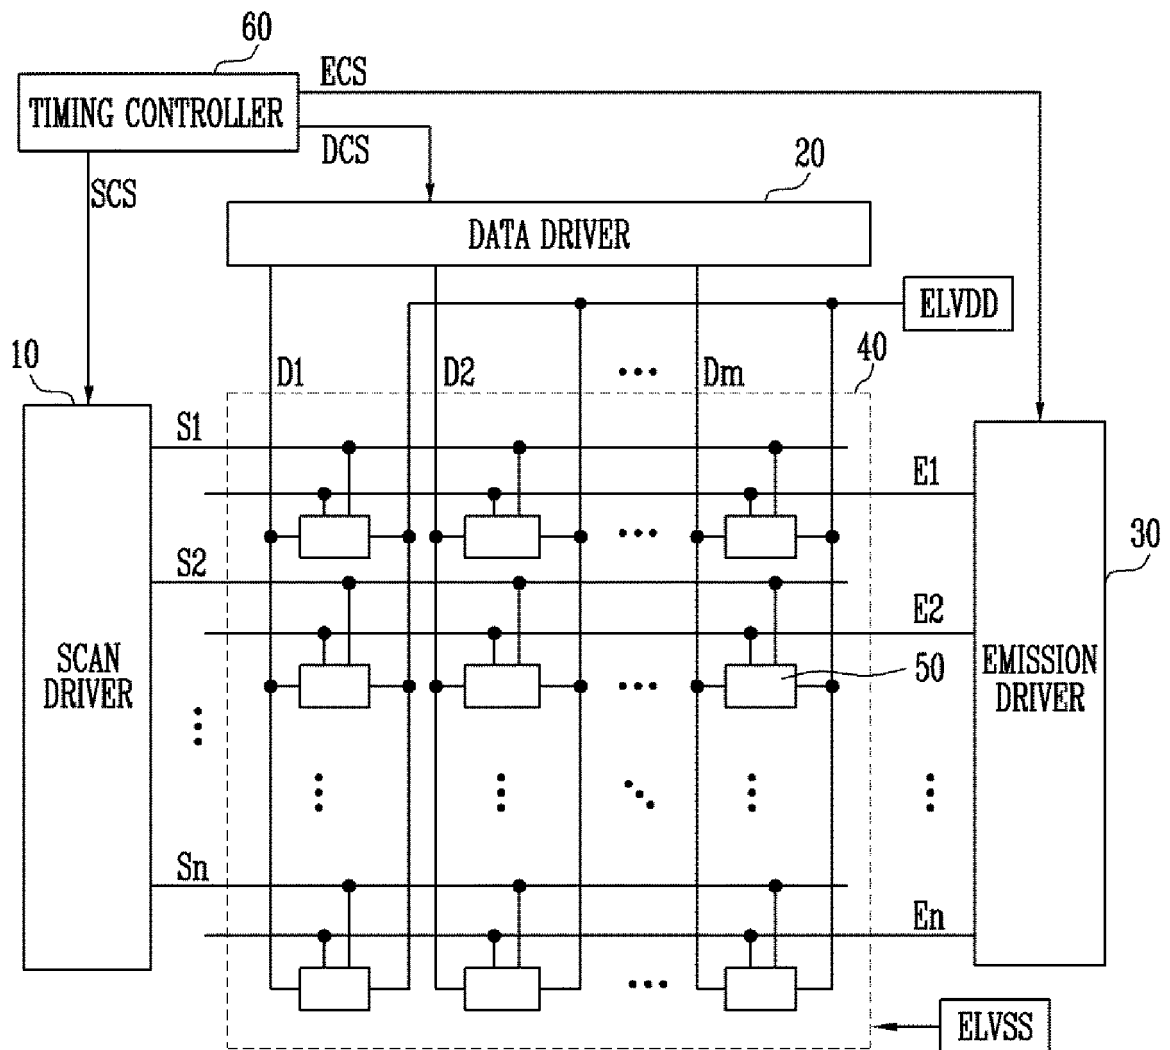 60
ECS
TIMING CONTROLLER
DCS
SCS
20
DATA DRIVER
ELVDD
10
D1
D2
Dm
40
S1
E1
S2
30
E2
SCAN
DRIVER
50
EMISSION
DRIVER
Sn
En
ELVSS